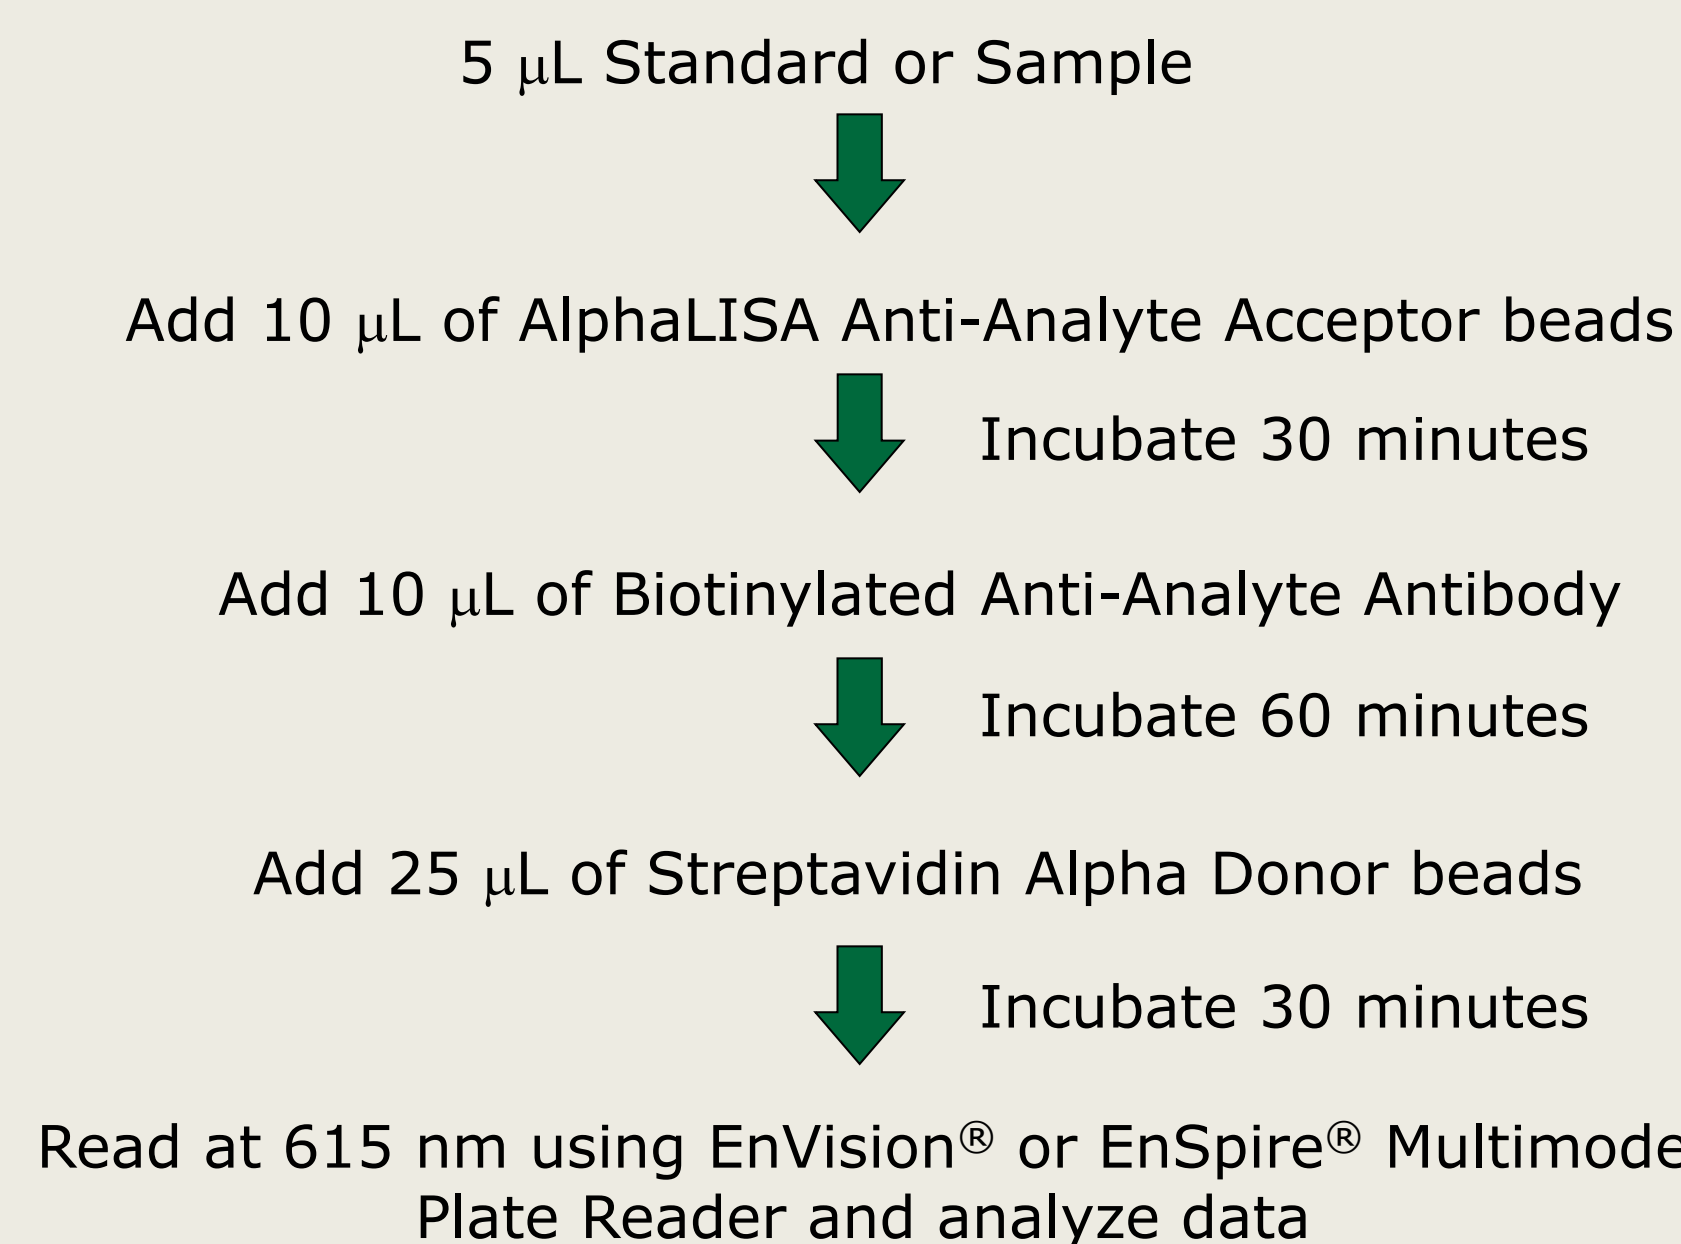 5 μL Standard or Sample
Add 10 μL of AlphaLISA Anti-Analyte Acceptor beads
Incubate 30 minutes
Add 10 μL of Biotinylated Anti-Analyte Antibody
Incubate 60 minutes
Add 25 μL of Streptavidin Alpha Donor beads
Incubate 30 minutes
Read at 615 nm using EnVision® or EnSpire® Multimode
Plate Reader and analyze data